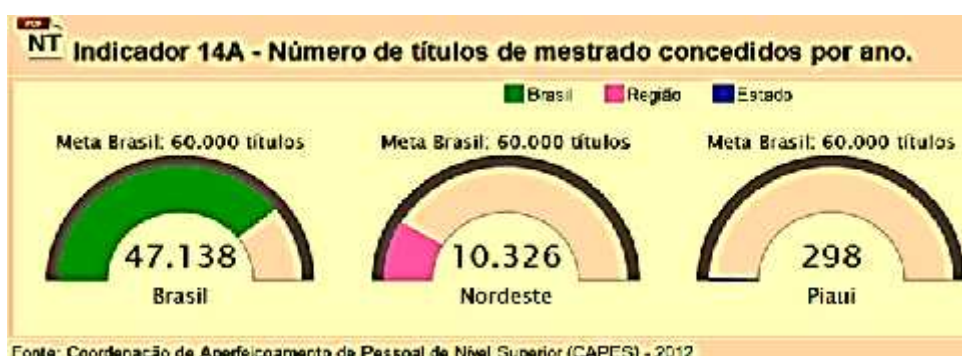 PDF
NT Indicador 14A - Número de títulos de mestrado concedidos por ano.
Brasil Região Estado
Meta Brasil: 60.000 títulos Meta Brasil: 60.000 títulos Meta Brasil: 60.000 títulos
47.138 10.326 298
Brasil Nordeste Piauí
Fonte: Coordenação de Aperfeiçoamento de Pessoal de Nível Superior (CAPES) - 2012